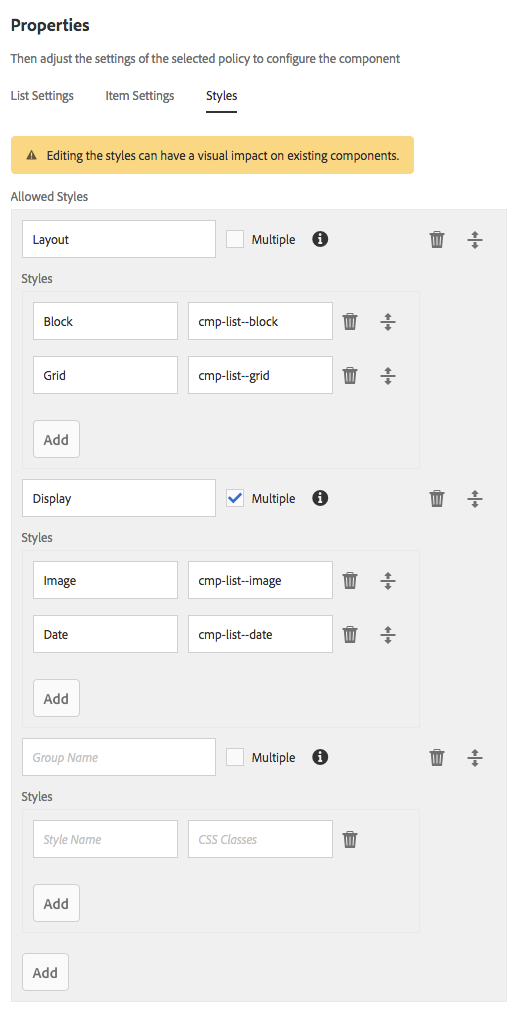 Properties
Then adjust the settings of the selected policy to configure the component
List Settings Item Settings Styles
Editing the styles can have a visual impact on existing components.
Allowed Styles
Layout Multiple
Styles
Block cmp-list--block
Grid cmp-list--grid
Add
Display Multiple
Styles
Image cmp-list--image
Date cmp-list--date
Add
Group Name Multiple
Styles
Style Name CSS Classes
Add
Add